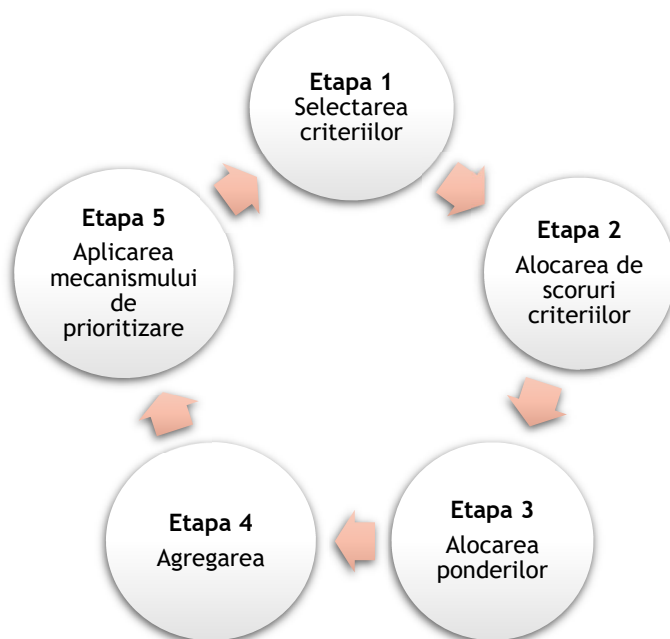 Etapa 1
Selectarea
criteriilor
Etapa 2
Alocarea de
scoruri
criteriilor
Etapa 3
Alocarea
ponderilor
Etapa 4
Agregarea
Etapa 5
Aplicarea
mecanismului
de
prioritizare